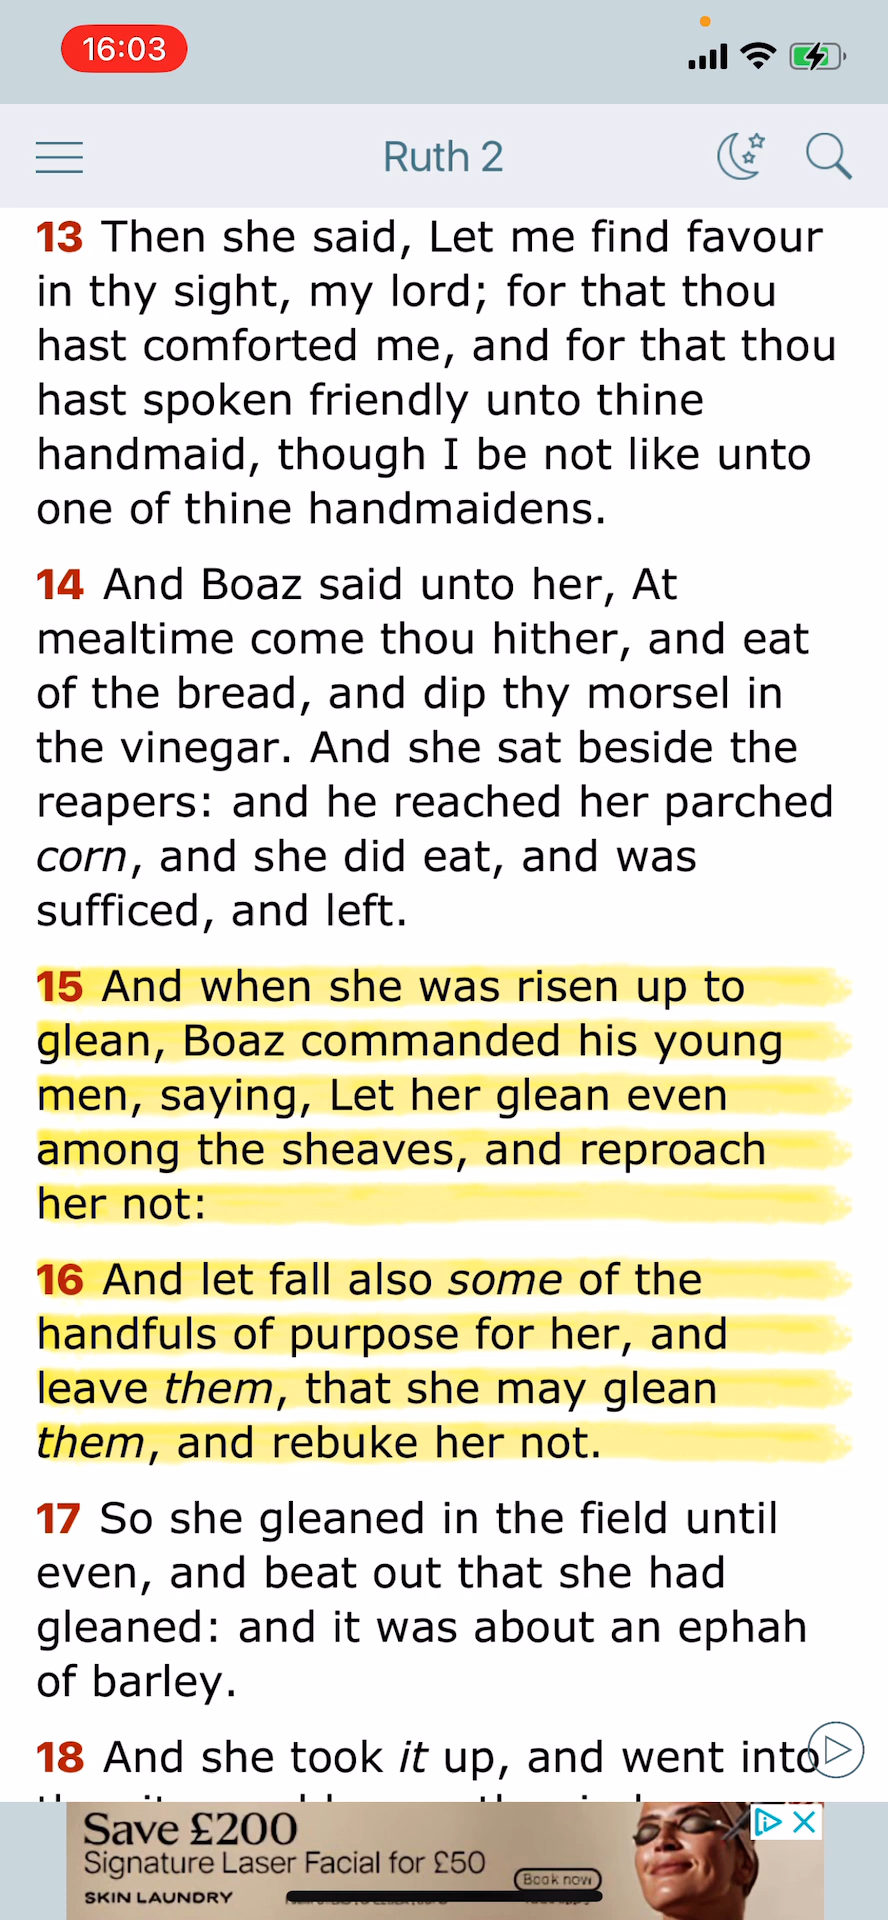 16:03
Ruth 2
13 Then she said, Let me find favour
in thy sight, my lord; for that thou
hast comforted me, and for that thou
hast spoken friendly unto thine
handmaid, though I be not like unto
one of thine handmaidens.
14 And Boaz said unto her, At
mealtime come thou hither, and eat
of the bread, and dip thy morsel in
the vinegar. And she sat beside the
reapers: and he reached her parched
corn, and she did eat, and was
sufficed, and left.
15 And when she was risen up to
glean, Boaz commanded his young
men, saying, Let her glean even
among the sheaves, and reproach
her not:
16 And let fall also some of the
handfuls of purpose for her, and
leave them, that she may glean
them, and rebuke her not.
17 So she gleaned in the field until
even, and beat out that she had
gleaned: and it was about an ephah
of barley.
18 And she took it up, and went into
Save £200
Signature Laser Facial for £50
Book now
SKIN LAUNDRY